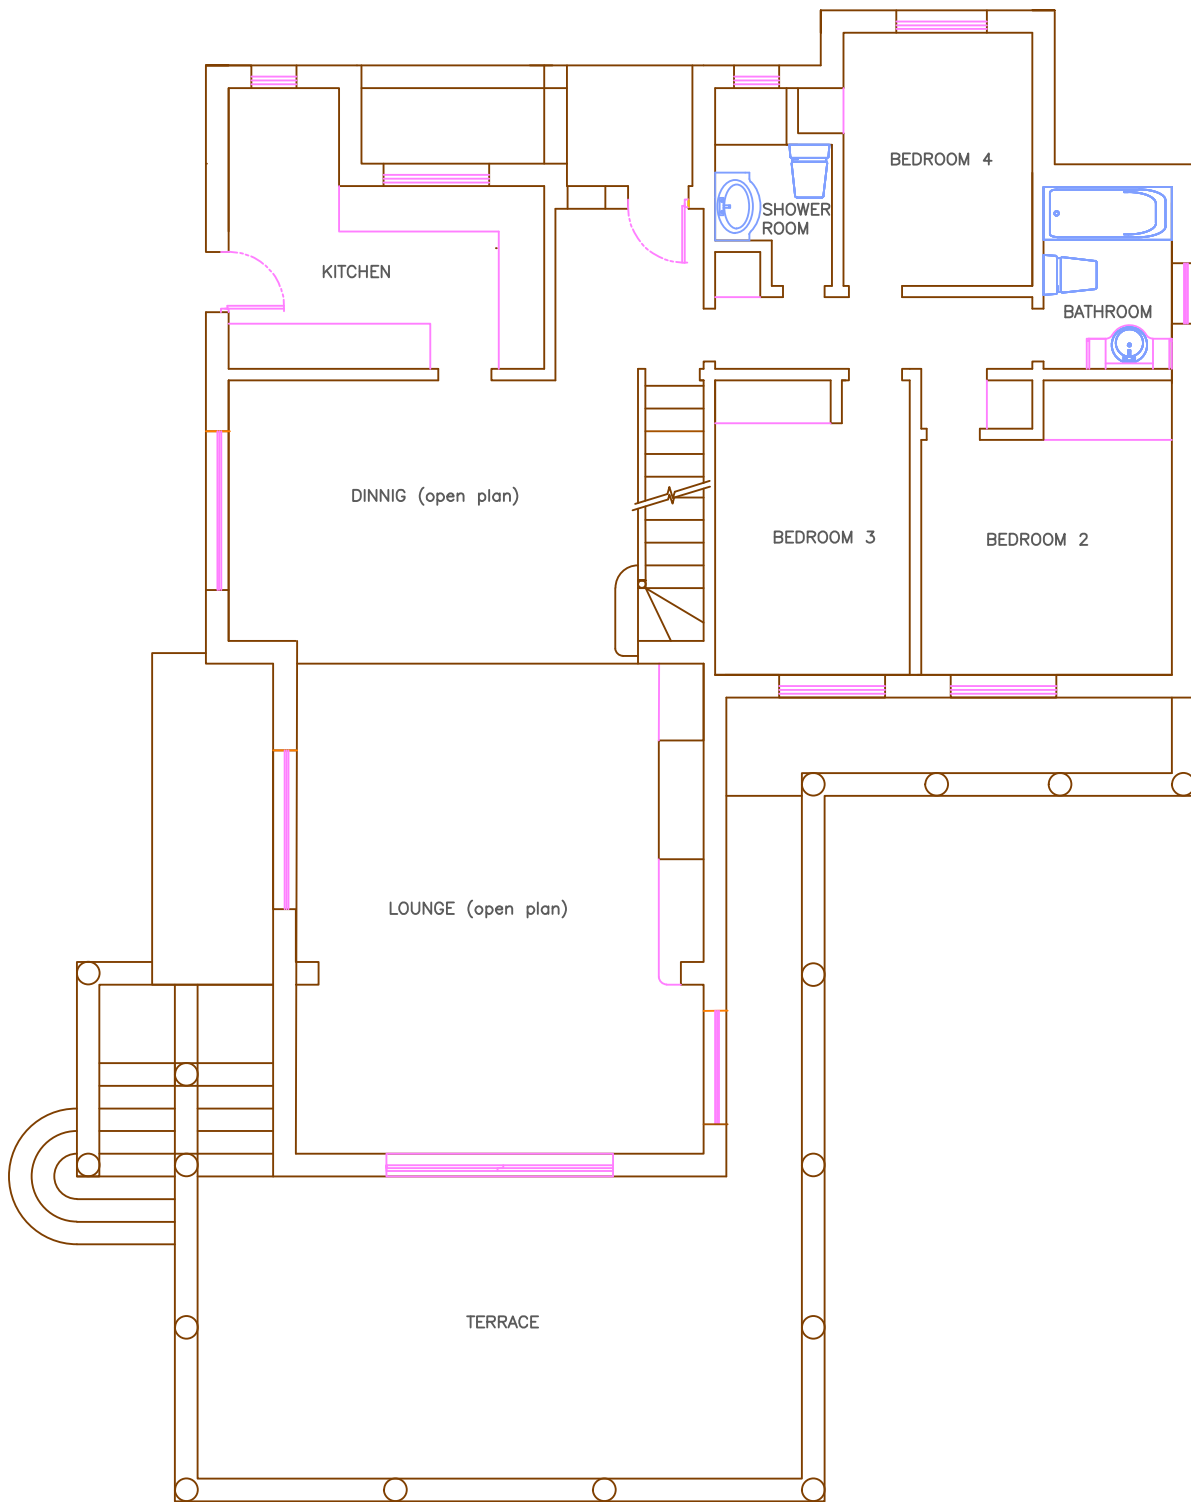 BEDROOM 4
SHOWER
ROOM
KITCHEN
BATHROOM
DINNIG (open plan)
BEDROOM 3
BEDROOM 2
LOUNGE (open plan)
TERRACE